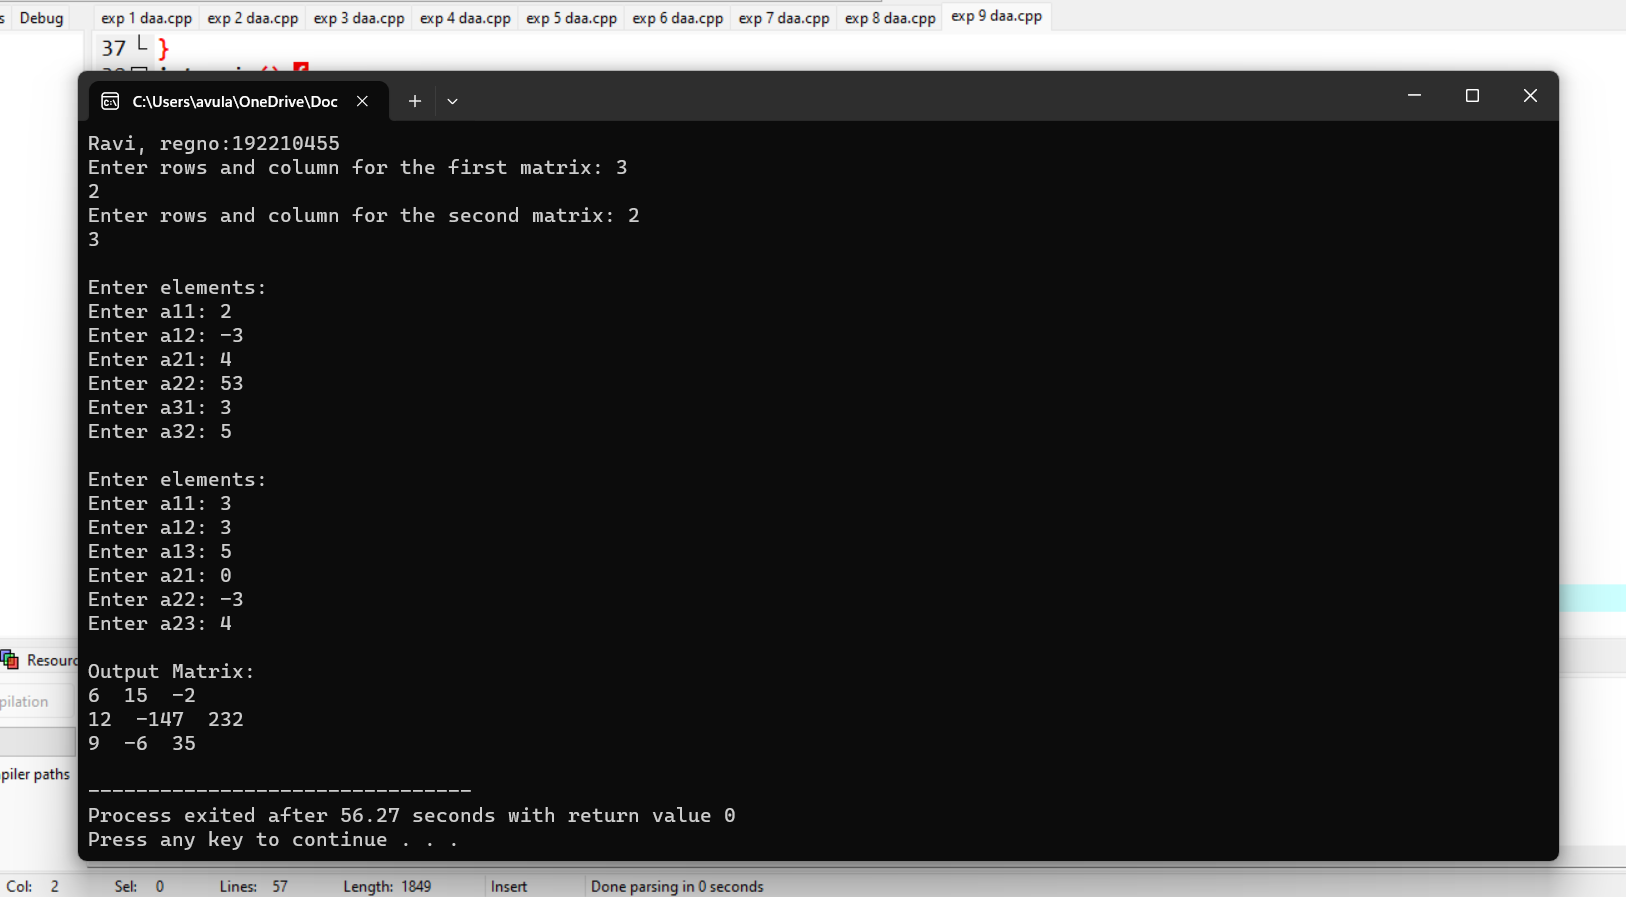 s Debug exp 1 daa.cpp exp 2 daa.cpp exp 3 daa.cpp exp 4 daa.cpp exp 5 daa.cpp exp 6 daa.cpp exp 7 daa.cpp exp 8 daa.cpp exp 9 daa.cpp
37 }
C:\Users\avula\OneDrive\Doc
Ravi, regno:192210455
Enter rows and column for the first matrix: 3
2
Enter rows and column for the second matrix: 2
3
Enter elements:
Enter a11: 2
Enter a12: -3
Enter a21: 4
Enter a22: 53
Enter a31: 3
Enter a32: 5
Enter elements:
Enter a11: 3
Enter a12: 3
Enter a13: 5
Enter a21: 0
Enter a22: -3
Enter a23: 4
Resourc
Output Matrix:
6  15  -2
pilation
12  -147  232
9  -6  35
piler paths
--------------------------------
Process exited after 56.27 seconds with return value 0
Press any key to continue . . .
Col: 2 Sel: 0 Lines: 57 Length: 1849 Insert Done parsing in 0 seconds